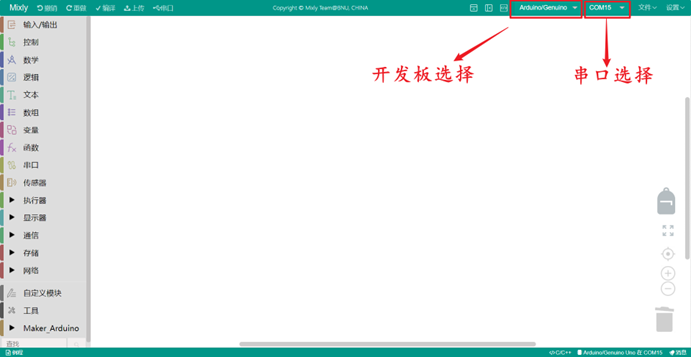 Mixly 撤销 重做 编译 上传 串口 Copyright © Mixly Team@BNU, CHINA Arduino/Genuino COM15 文件 设置
开发板选择 串口选择
输入/输出
控制
数学
逻辑
文本
数组
变量
函数
串口
传感器
执行器
显示器
通信
存储
网络
自定义模块
工具
Maker_Arduino
查找
例程 </>C/C++ Arduino/Genuino Uno 在 COM15 消息